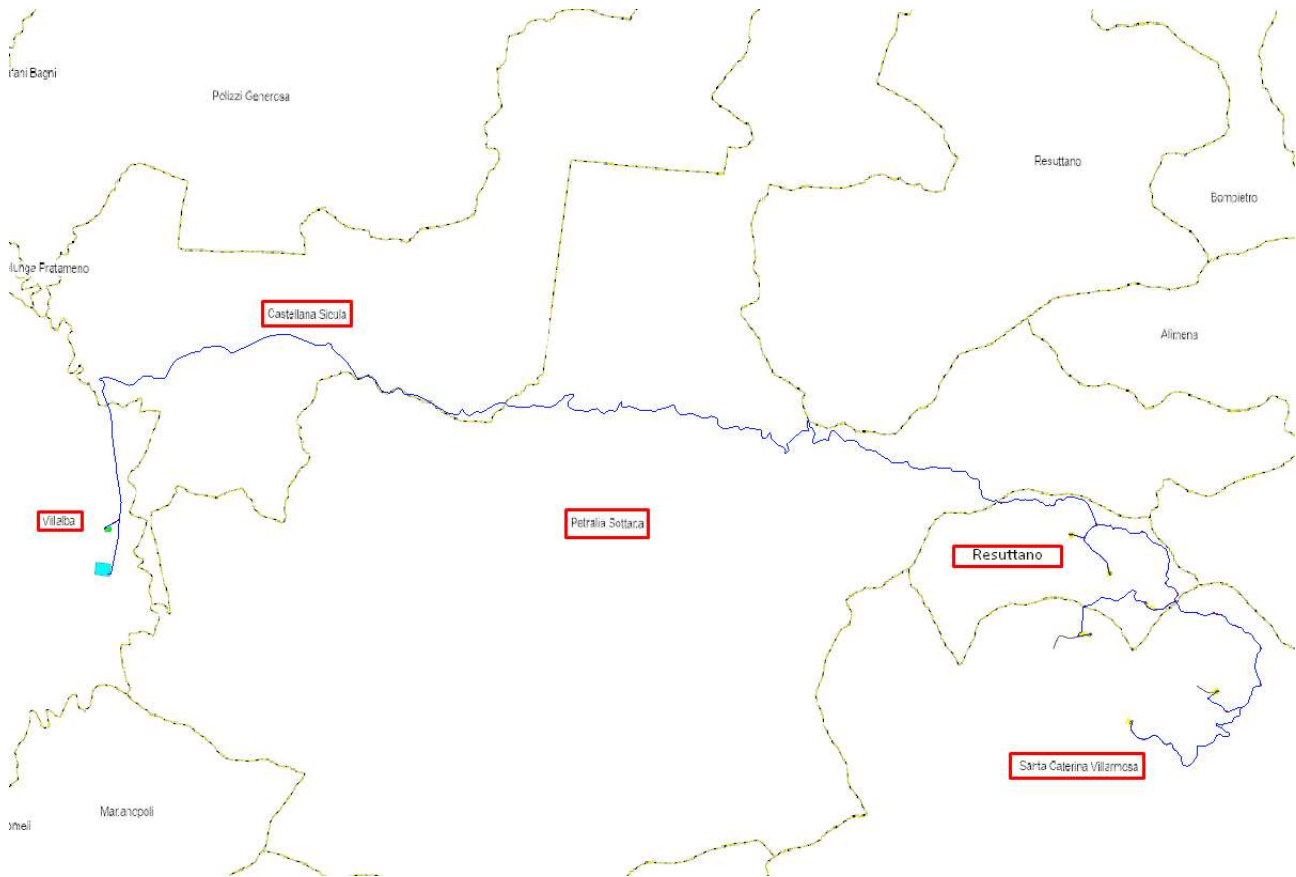 Polizzi Generosa
Resuttano
Bompietro
Castellana Sicula
Alimena
Villalba
Petralia Sottana
Resuttano
Santa Caterina Villarmosa
Marianopoli